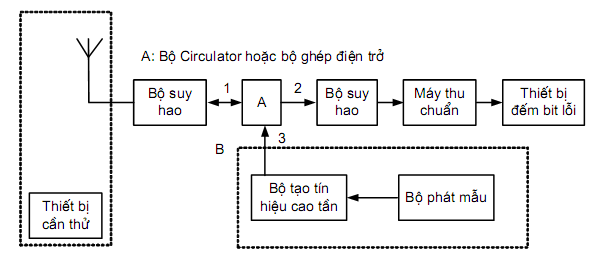 A: Bộ Circulator hoặc bộ ghép điện trở
Bộ suy
hao
1
A
2
Bộ suy
hao
Máy thu
chuẩn
Thiết bị
đếm bit lỗi
3
B
Bộ tạo tín
hiệu cao tần
Bộ phát mẫu
Thiết bị
cần thử